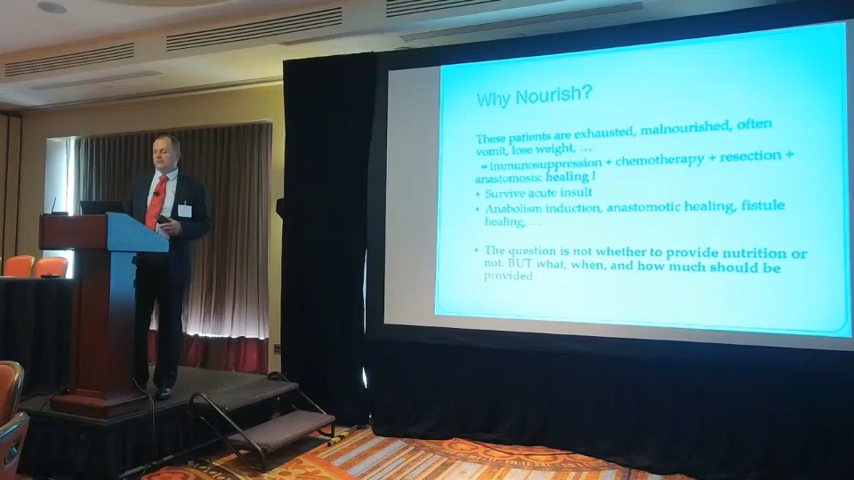 Why Nourish?
These patients are exhausted, malnourished, often
vomit, lose weight, ...
= immunosuppression + chemotherapy + resection +
anastomosis: healing !
• Survive acute insult
• Anabolism induction, anastomotic healing, fistule
healing, ...
• The question is not whether to provide nutrition or
not. BUT what, when, and how much should be
provided